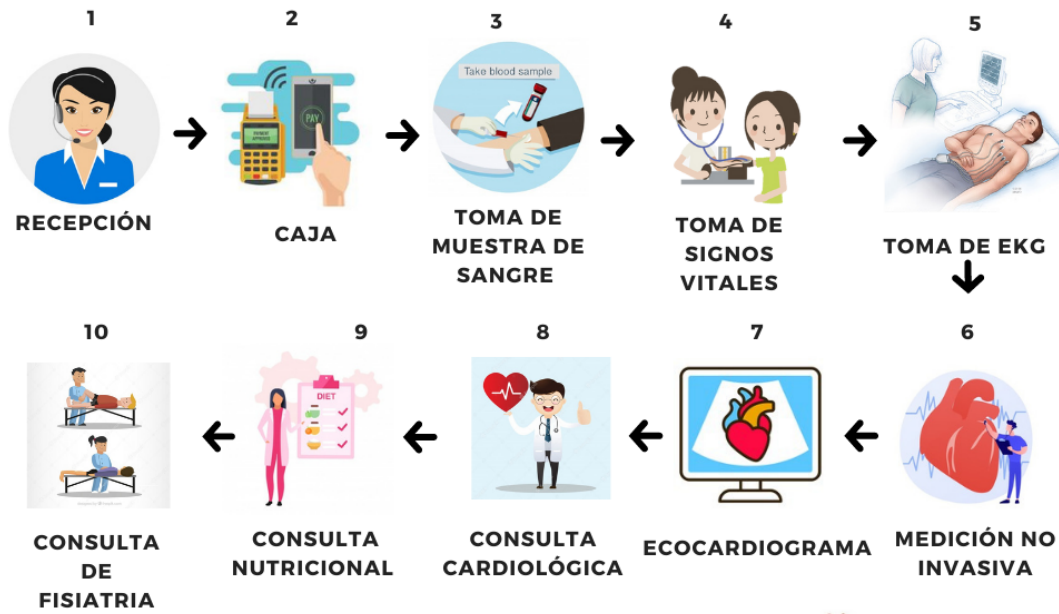 1
RECEPCIÓN
2
PAY
CAJA
3
Take blood sample
TOMA DE
MUESTRA DE
SANGRE
4
TOMA DE
SIGNOS
VITALES
5
TOMA DE EKG
6
MEDICIÓN NO
INVASIVA
7
ECOCARDIOGRAMA
8
CONSULTA
CARDIOLÓGICA
9
DIET
CONSULTA
NUTRICIONAL
10
CONSULTA
DE
FISIATRIA